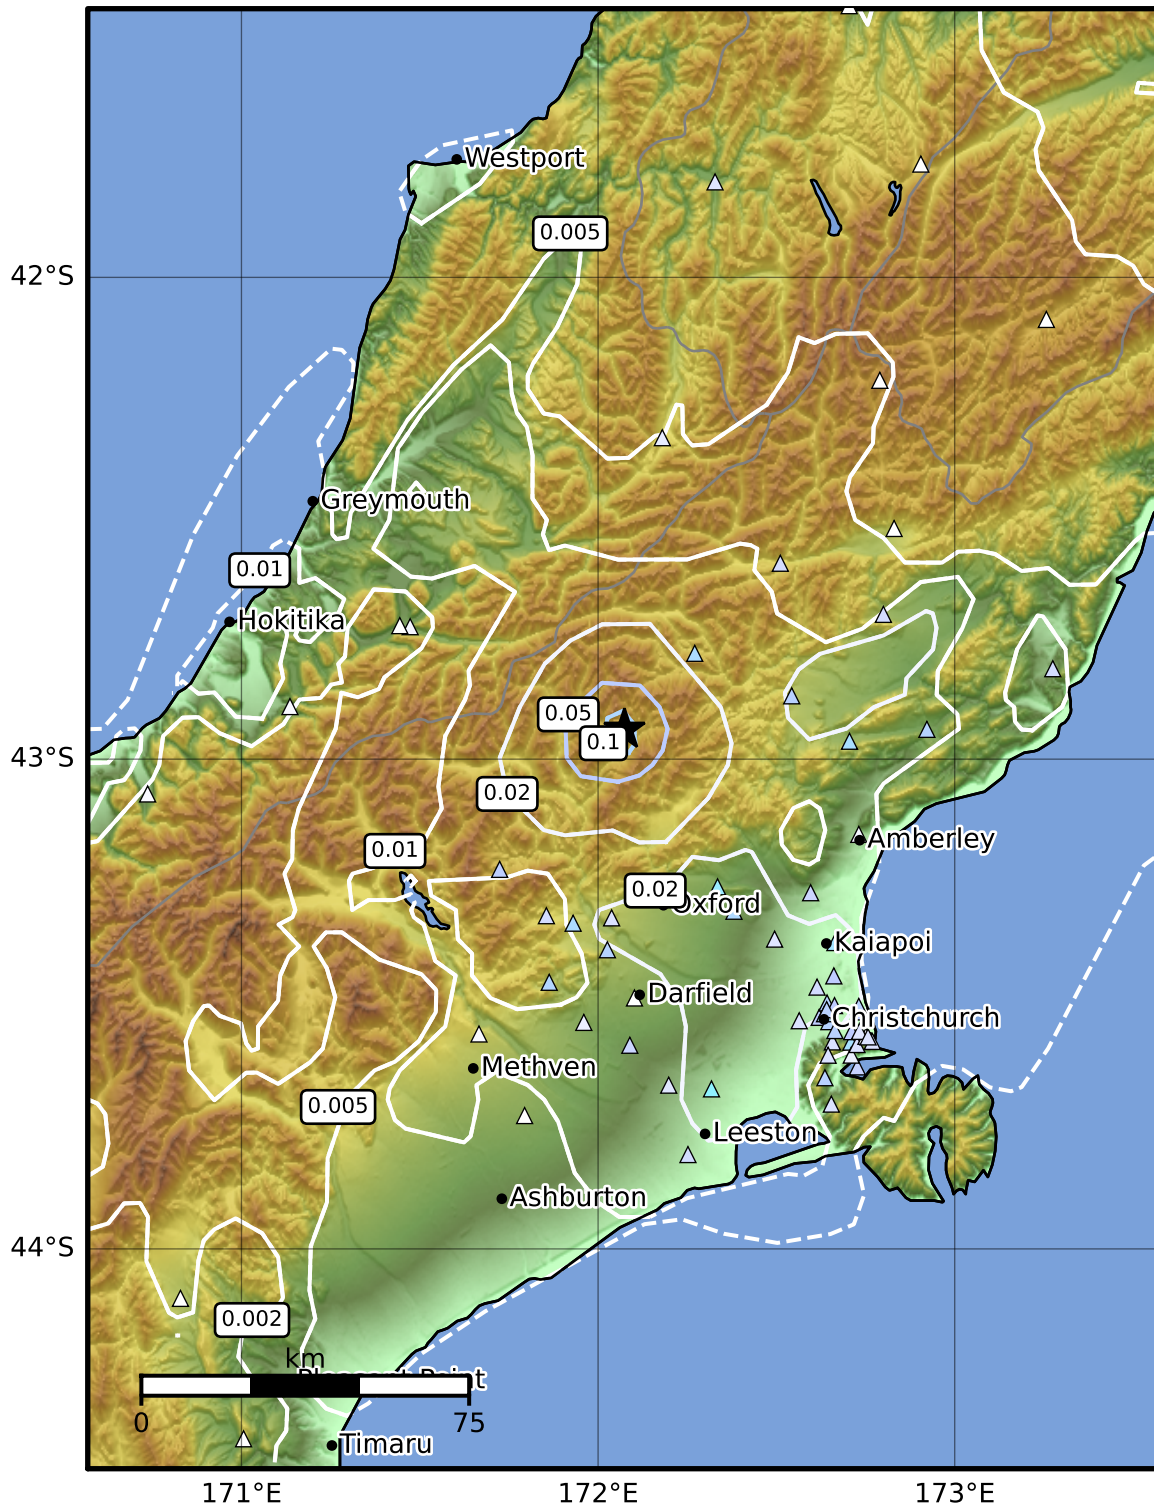 Westport
0.005
42°S
Greymouth
0.01
Hokitika
0.05
0.1
43°S
0.02
Amberley
0.01
0.02
Oxford
Kaiapoi
Darfield
Christchurch
Methven
0.005
Leeston
Ashburton
44°S
0.002
km
Pleasant Point
0
75
Timaru
171°E
172°E
173°E